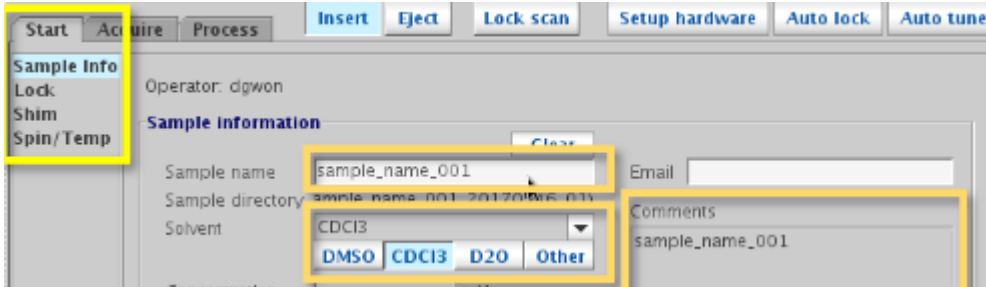 Start Acquire Process Insert Eject Lock scan Setup hardware Auto lock Auto tune
Sample Info
Lock
Shim
Spin/Temp
Operator: dgwon
Sample information
Clear
Sample name sample_name_001 Email
Sample directory
Comments
sample_name_001
Solvent CDCl3
DMSO CDCl3 D2O Other